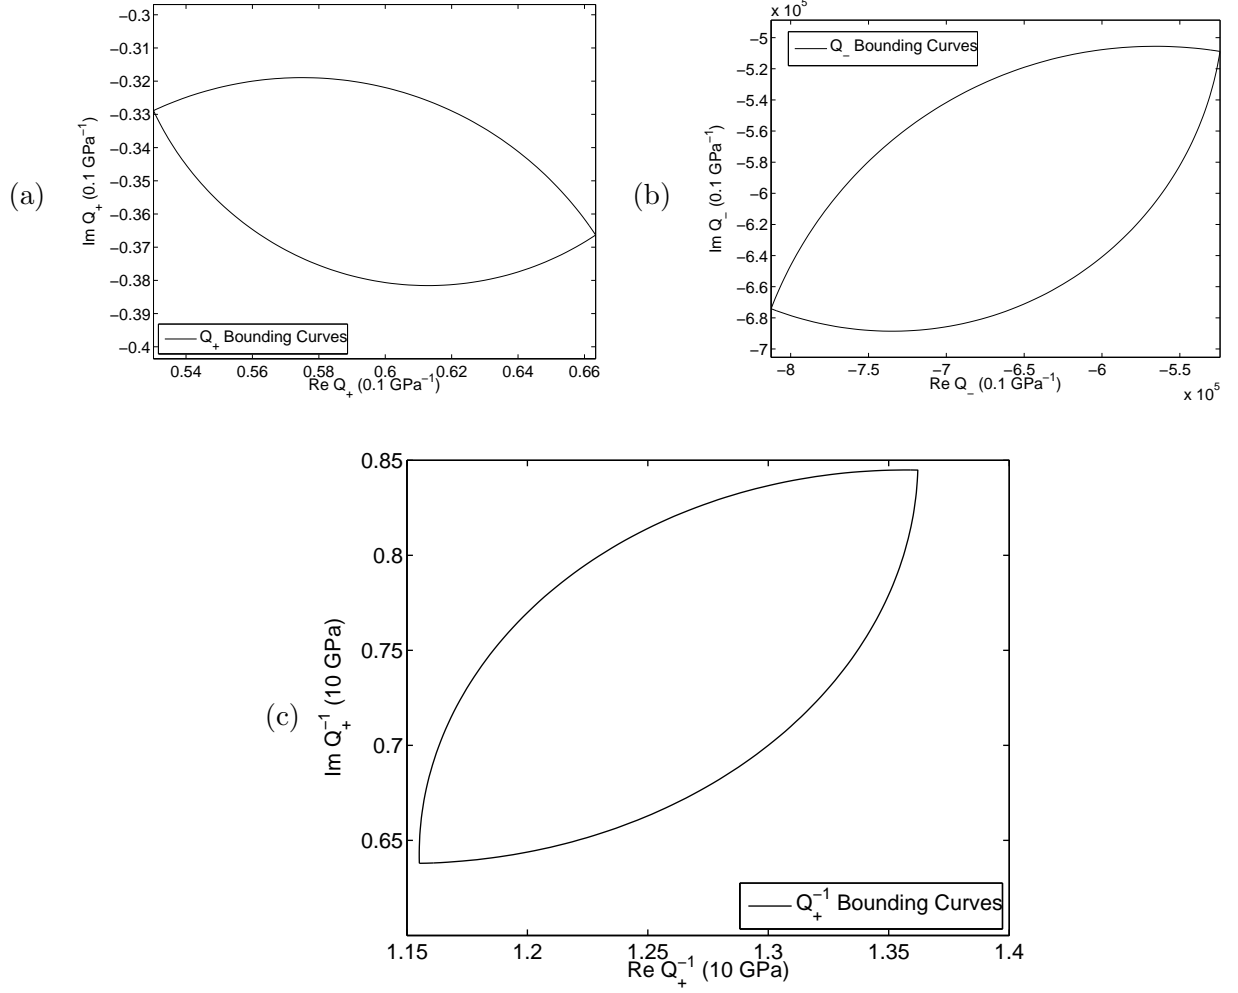 (a)
−0.3
−0.31
−0.32
−0.33
−0.34
−0.35
−0.36
−0.37
−0.38
−0.39
−0.4
Im Q+ (0.1 GPa−1)
Q+ Bounding Curves
0.54 0.56 0.58 0.6 0.62 0.64 0.66
Re Q+ (0.1 GPa−1)
(b)
x 10^5
−5
−5.2
−5.4
−5.6
−5.8
−6
−6.2
−6.4
−6.6
−6.8
−7
Im Q− (0.1 GPa−1)
Q− Bounding Curves
−8 −7.5 −7 −6.5 −6 −5.5
Re Q− (0.1 GPa−1)
x 10^5
(c)
0.85
0.8
0.75
0.7
0.65
Im Q+−1 (10 GPa)
Q+−1 Bounding Curves
1.15 1.2 1.25 1.3 1.35 1.4
Re Q+−1 (10 GPa)